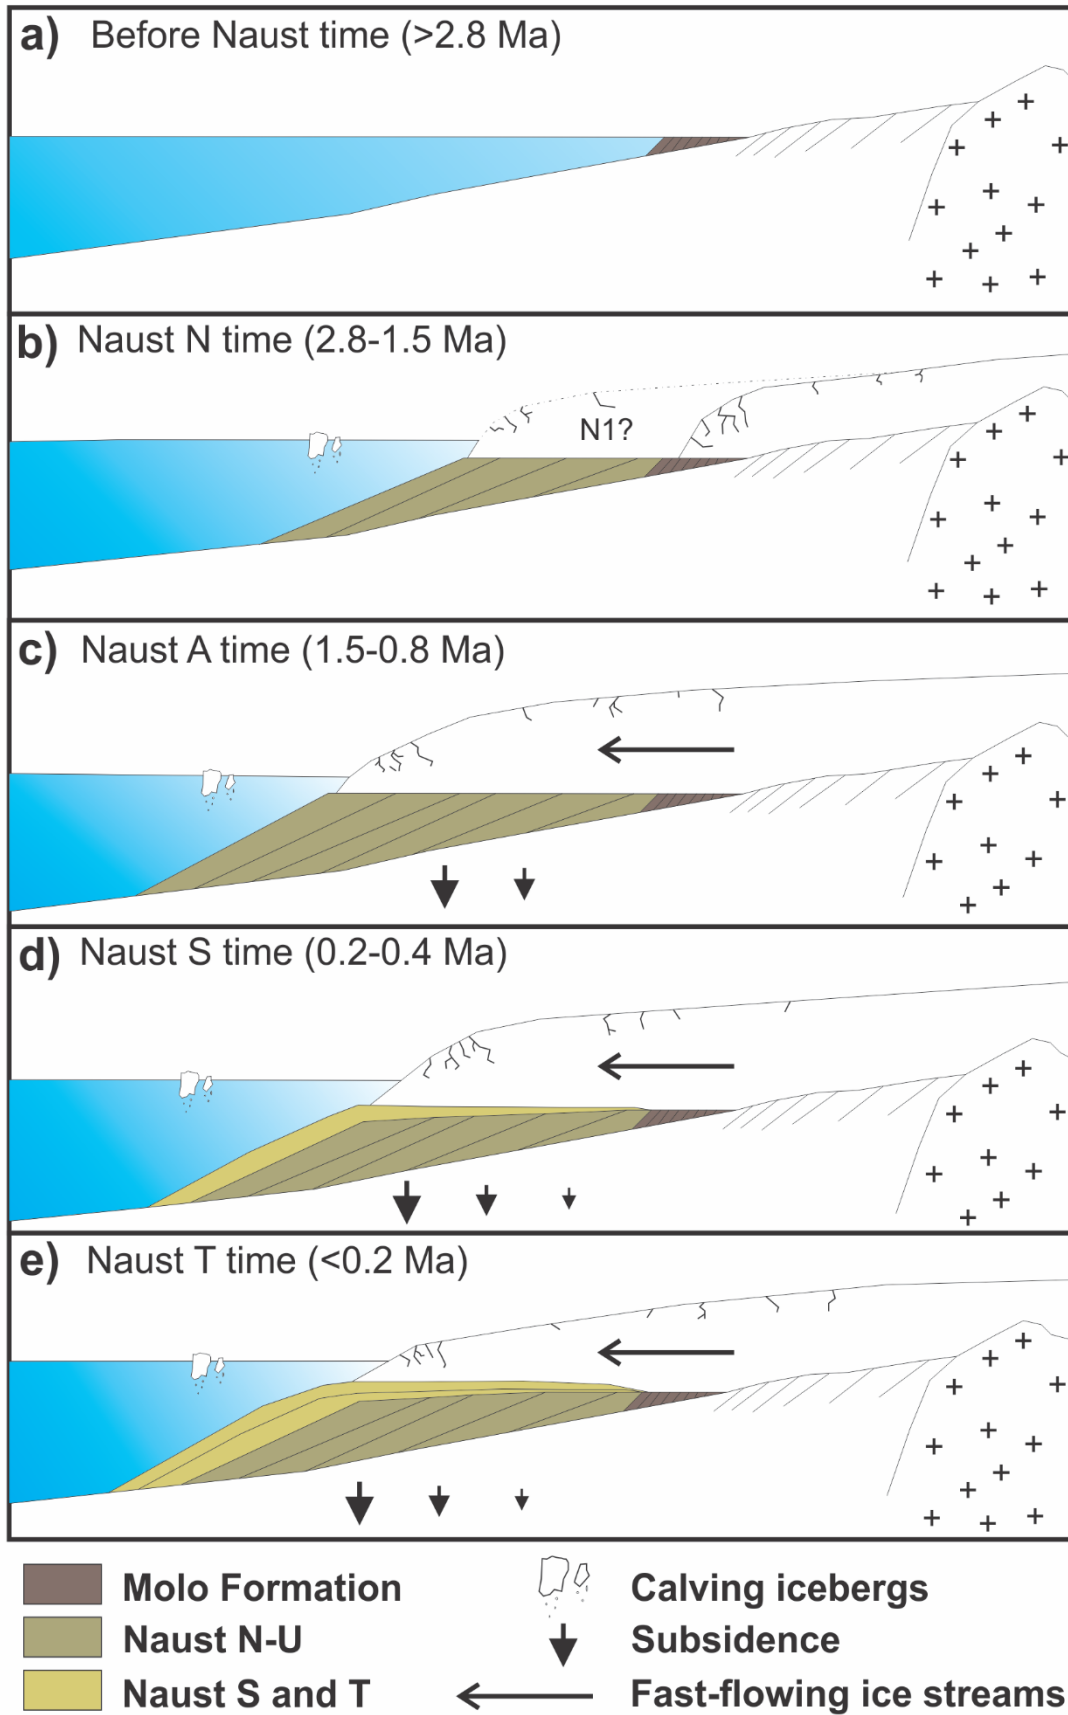 a) Before Naust time (>2.8 Ma)
b) Naust N time (2.8-1.5 Ma)
N1?
c) Naust A time (1.5-0.8 Ma)
d) Naust S time (0.2-0.4 Ma)
e) Naust T time (<0.2 Ma)
Molo Formation
Calving icebergs
Naust N-U
Subsidence
Naust S and T
Fast-flowing ice streams